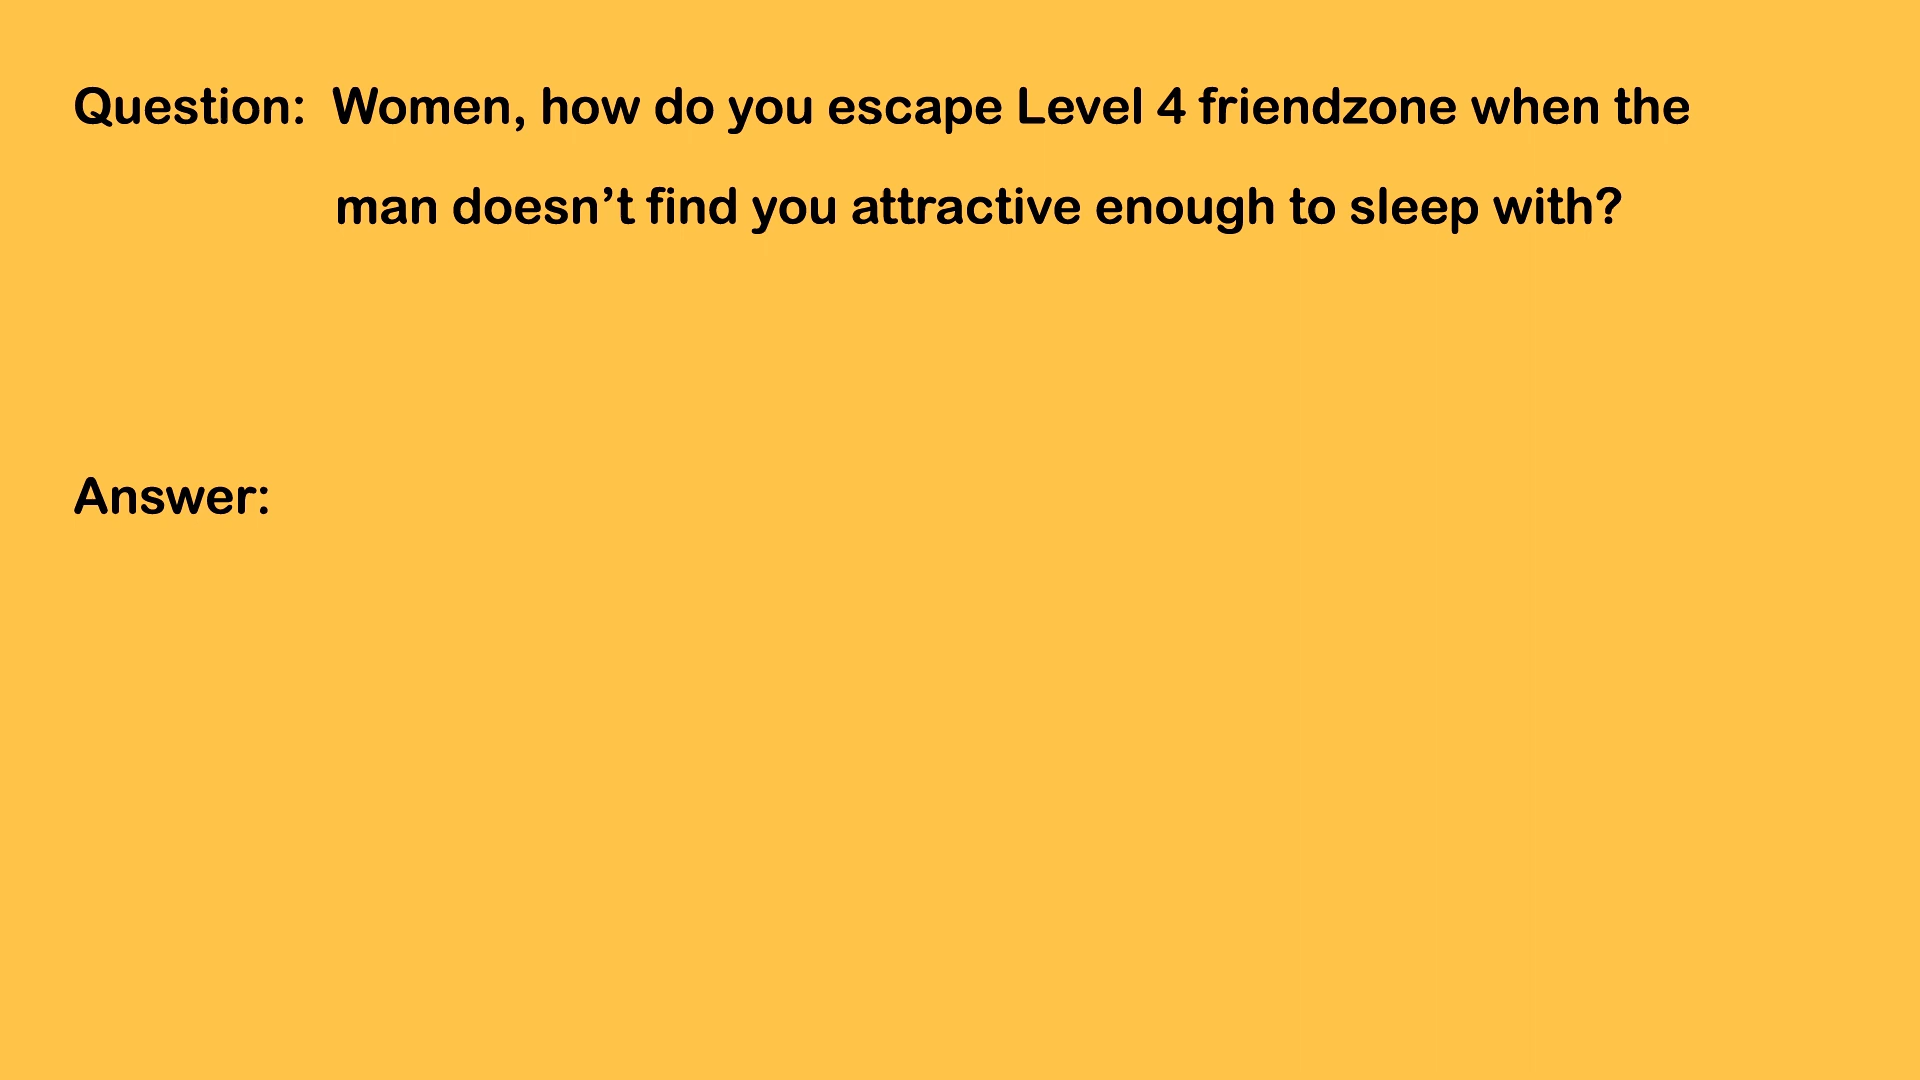 Question: Women, how do you escape Level 4 friendzone when the
man doesn’t find you attractive enough to sleep with?
Answer: